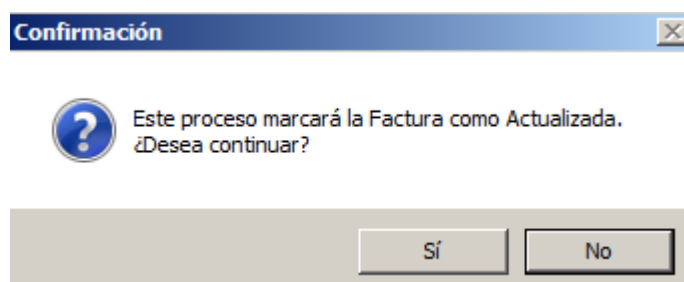 Confirmación
Este proceso marcará la Factura como Actualizada.
¿Desea continuar?
Sí
No